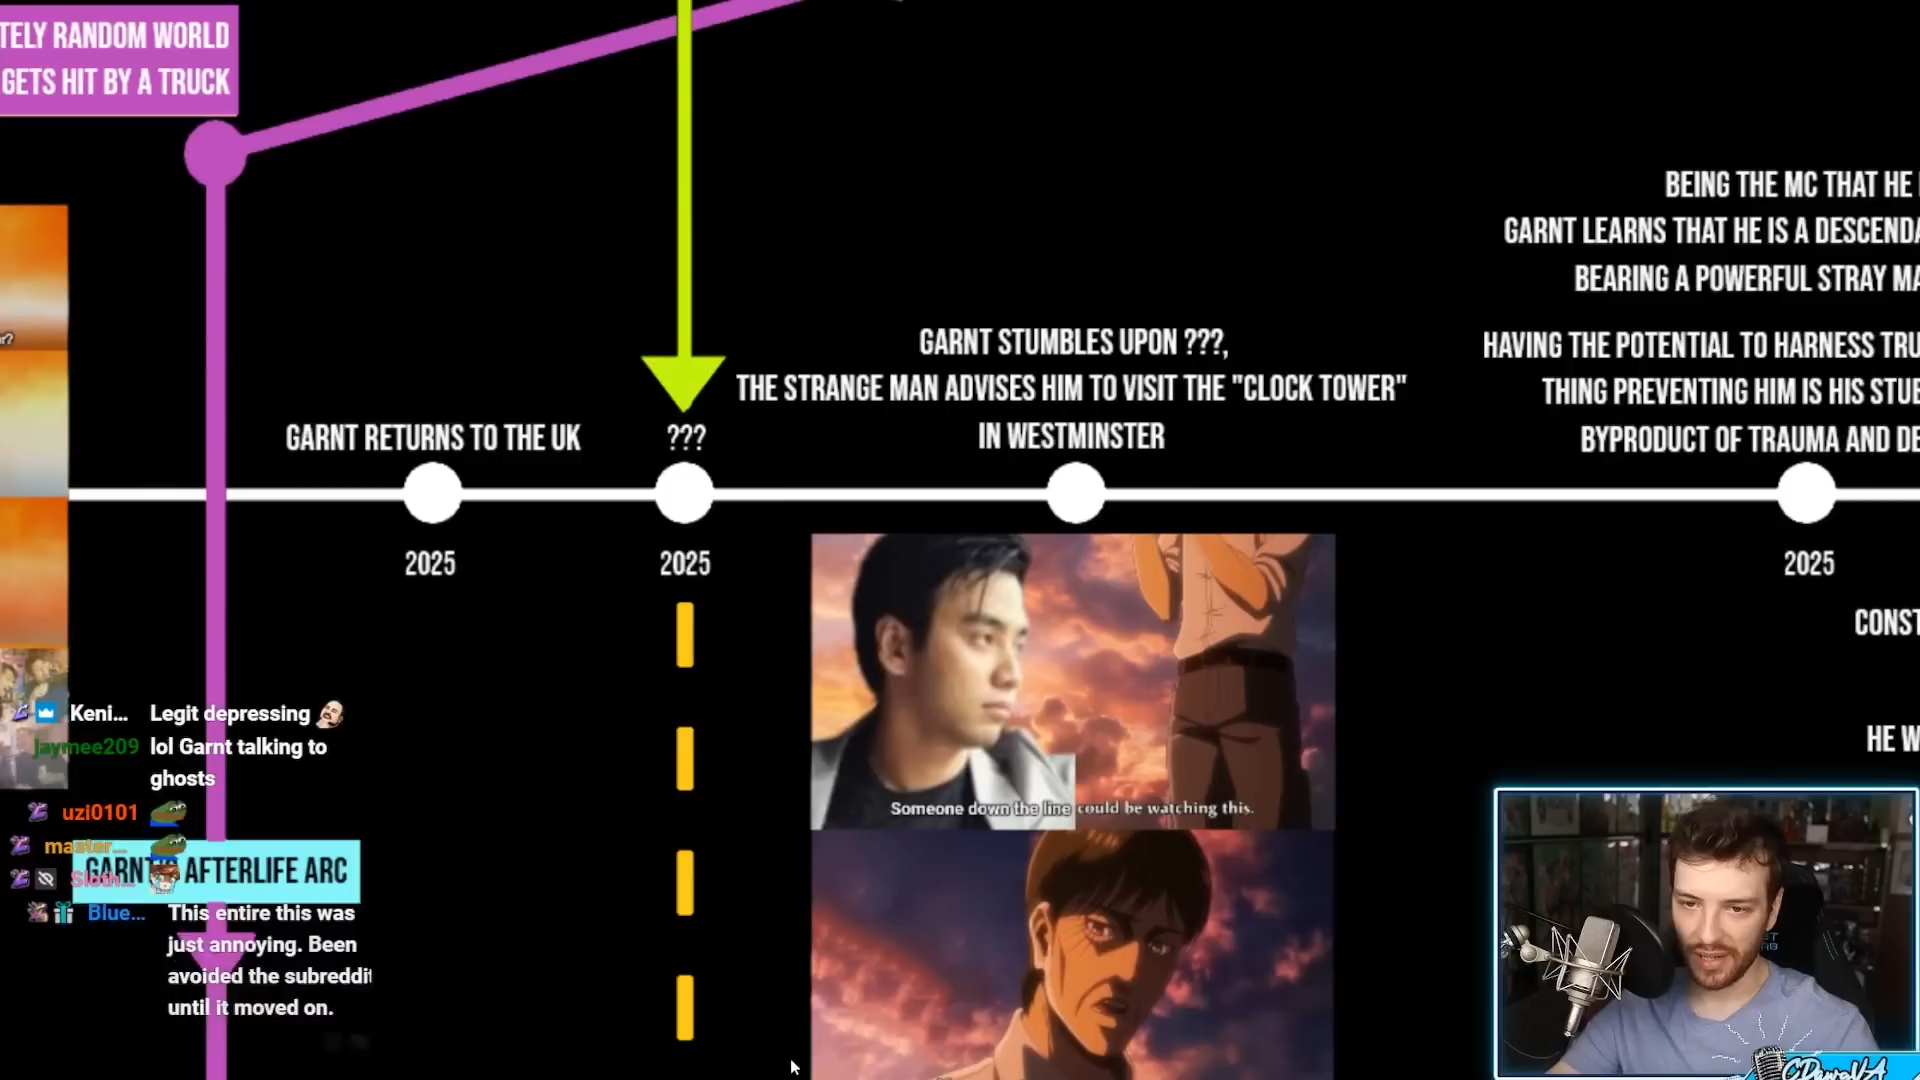 TELY RANDOM WORLD
GETS HIT BY A TRUCK
BEING THE MC THAT HE
GARNT LEARNS THAT HE IS A DESCENDA
BEARING A POWERFUL STRAY MA
HAVING THE POTENTIAL TO HARNESS TRU
THING PREVENTING HIM IS HIS STUB
BYPRODUCT OF TRAUMA AND DE
GARNT STUMBLES UPON ???,
THE STRANGE MAN ADVISES HIM TO VISIT THE "CLOCK TOWER"
IN WESTMINSTER
GARNT RETURNS TO THE UK
???
2025
2025
2025
CONST
HE W
Someone down the line could be watching this.
Keni... Legit depressing
jaymee209 lol Garnt talking to
ghosts
uzi0101
master...
Sloth...
GARNT AFTERLIFE ARC
Blue... This entire this was
just annoying. Been
avoided the subreddit
until it moved on.
CDawgVA